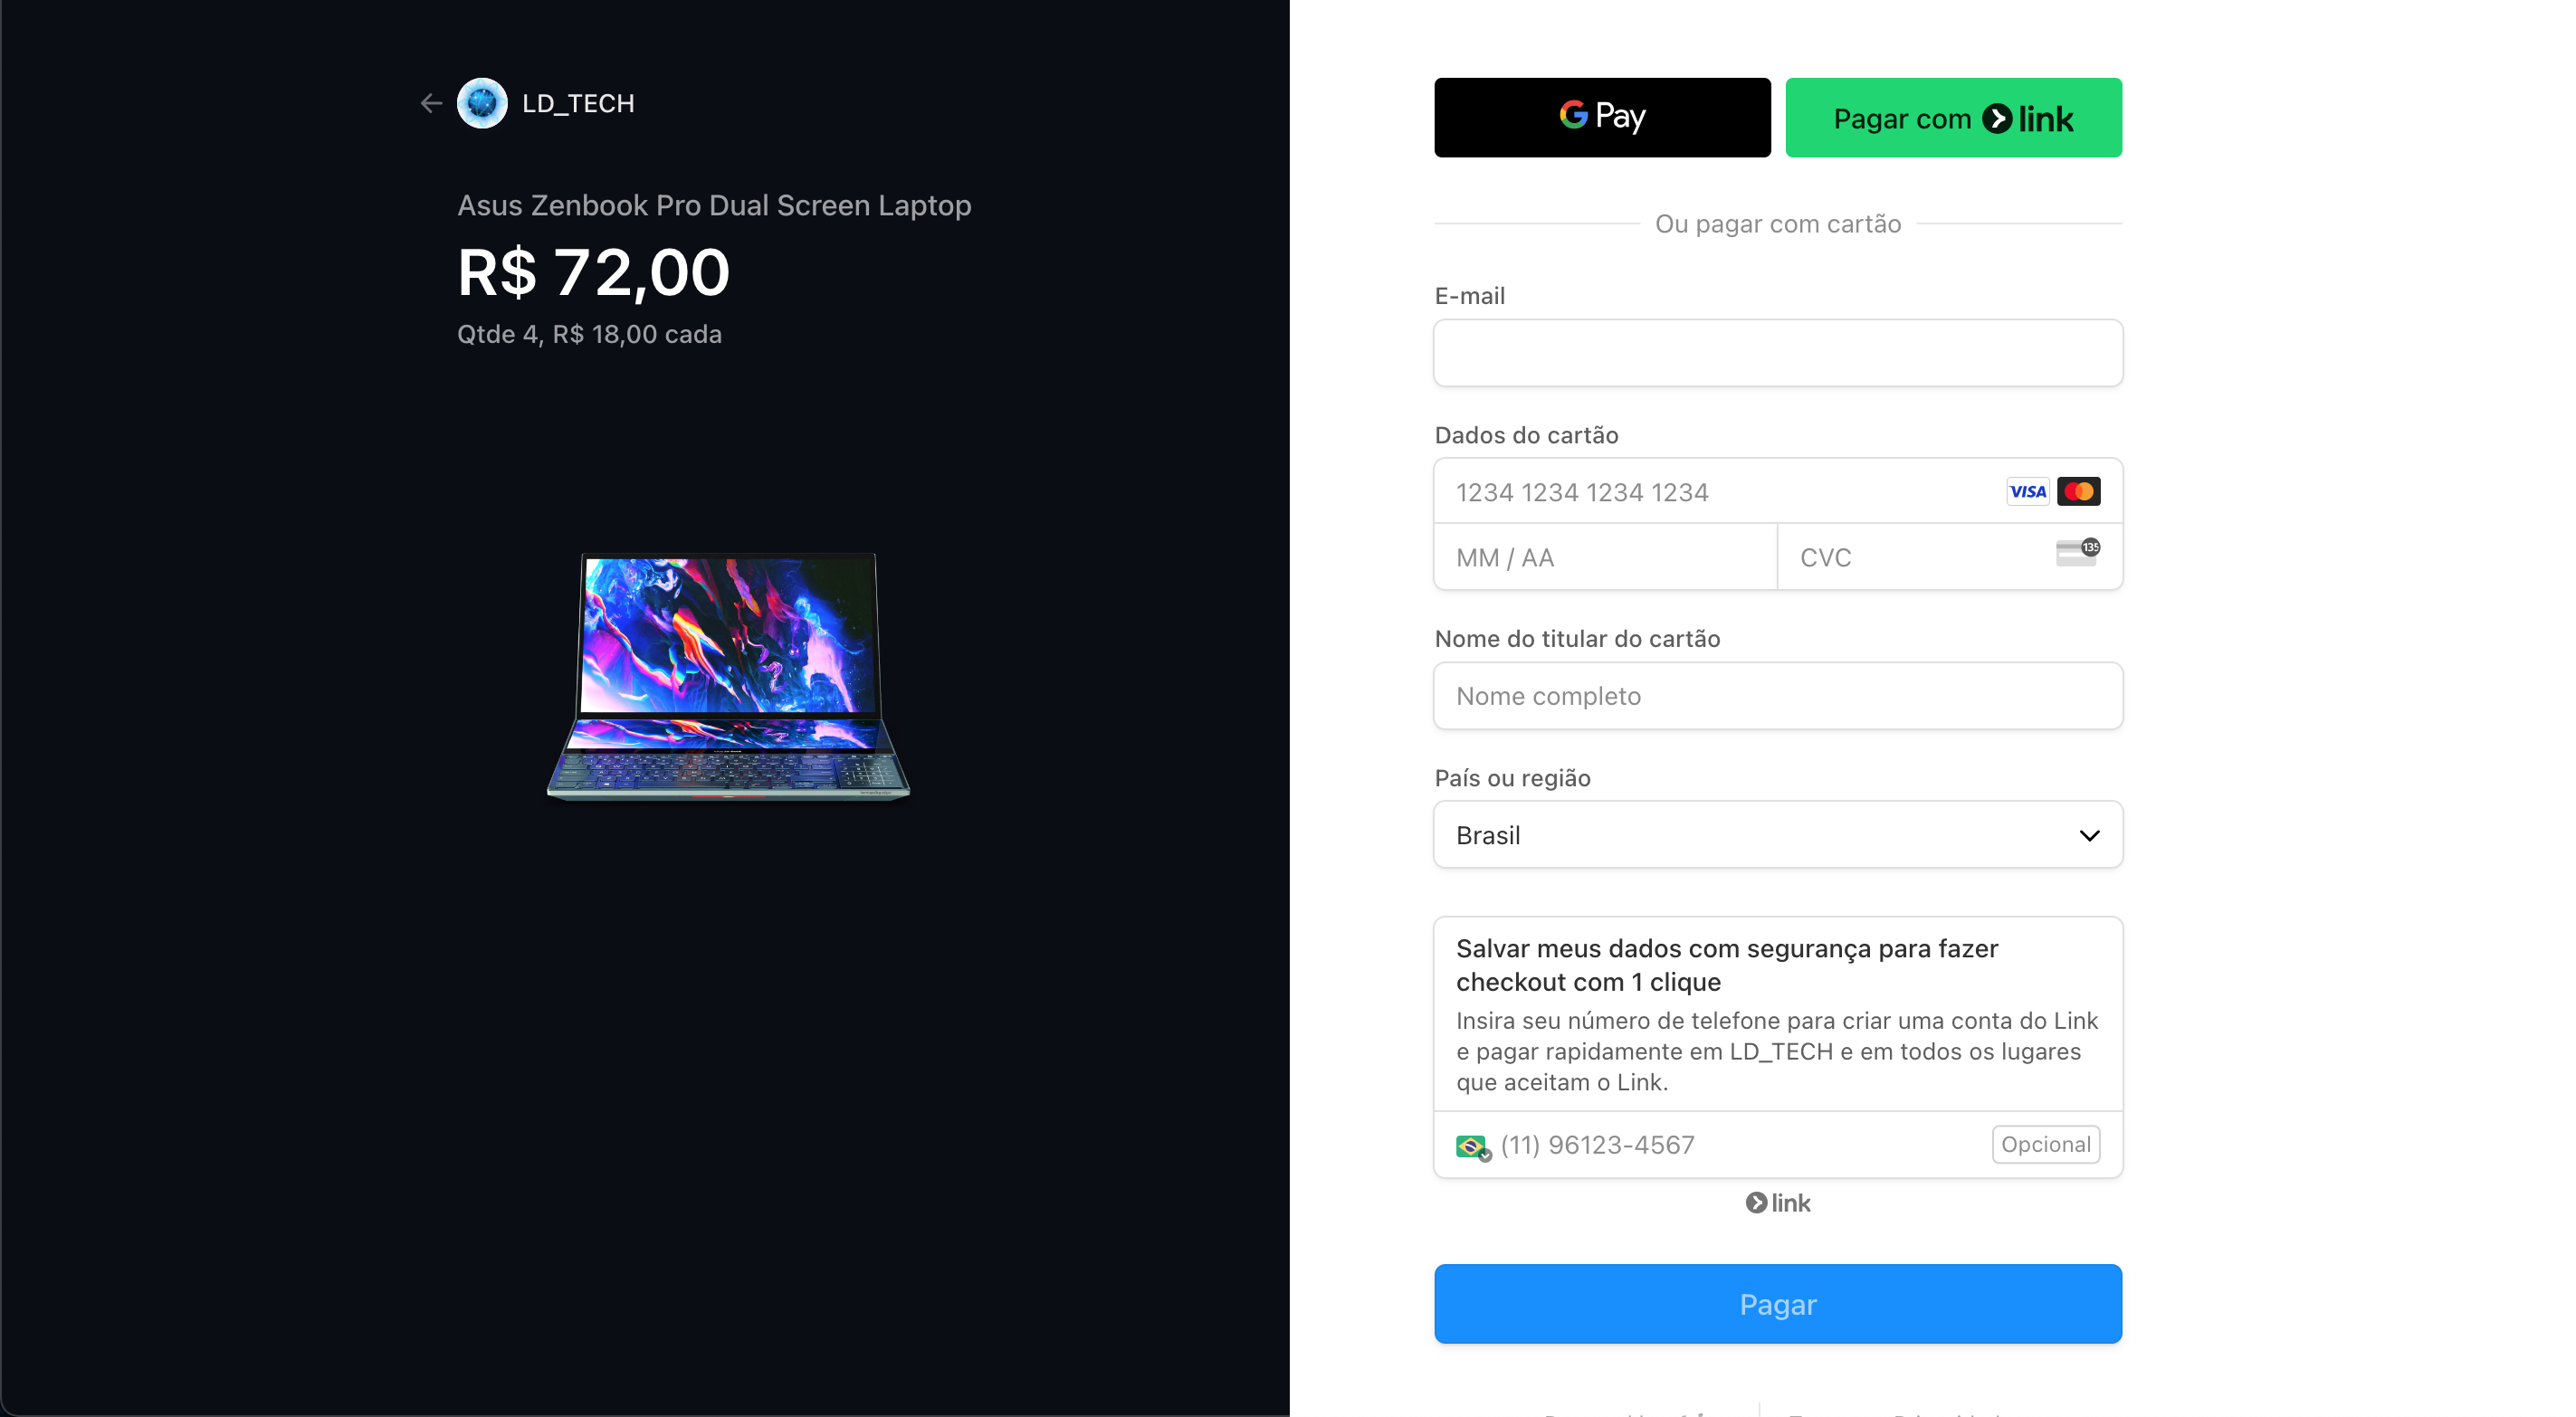 LD_TECH
Asus Zenbook Pro Dual Screen Laptop
R$ 72,00
Qtde 4, R$ 18,00 cada
G Pay
Pagar com link
Ou pagar com cartão
E-mail
Dados do cartão
1234 1234 1234 1234
VISA
MM / AA
CVC
135
Nome do titular do cartão
Nome completo
País ou região
Brasil
Salvar meus dados com segurança para fazer
checkout com 1 clique
Insira seu número de telefone para criar uma conta do Link
e pagar rapidamente em LD_TECH e em todos os lugares
que aceitam o Link.
(11) 96123-4567
Opcional
link
Pagar